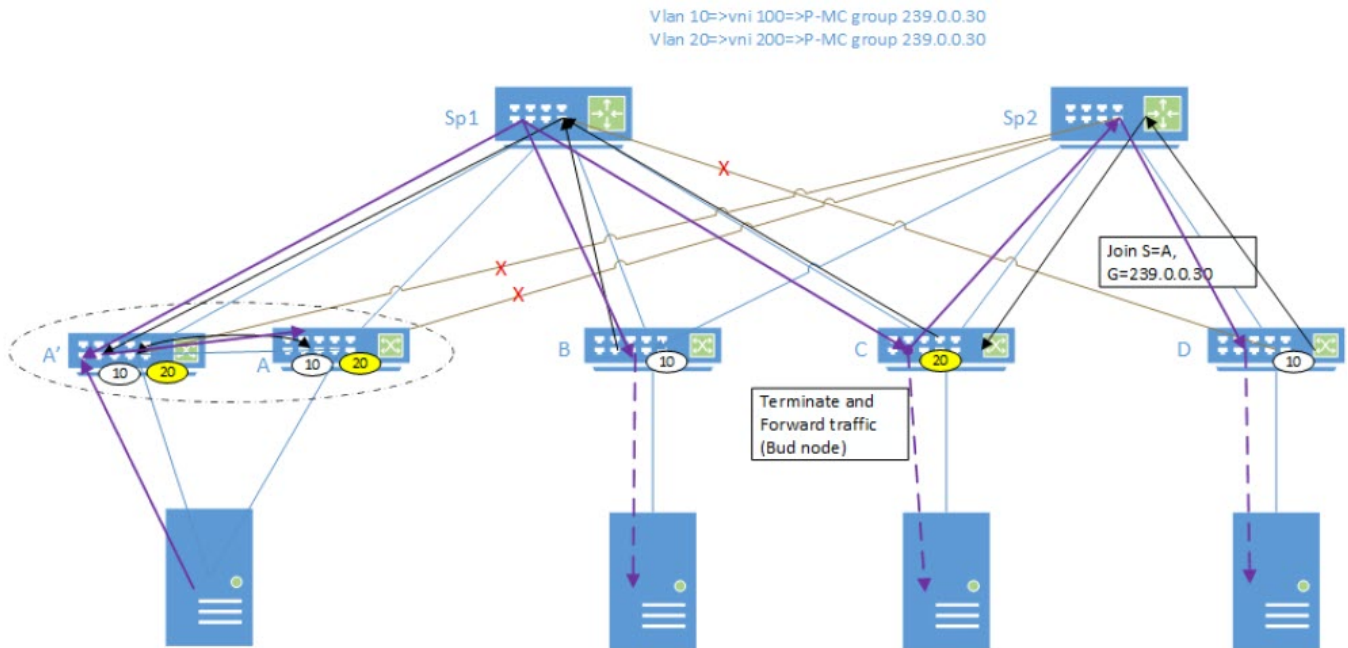 Vlan 10=>vni 100=>P-MC group 239.0.0.30
Vlan 20=>vni 200=>P-MC group 239.0.0.30
Sp1
Sp2
X
Join S=A,
G=239.0.0.30
X
X
A'
A
B
C
D
10
20
10
20
10
20
10
Terminate and
Forward traffic
(Bud node)